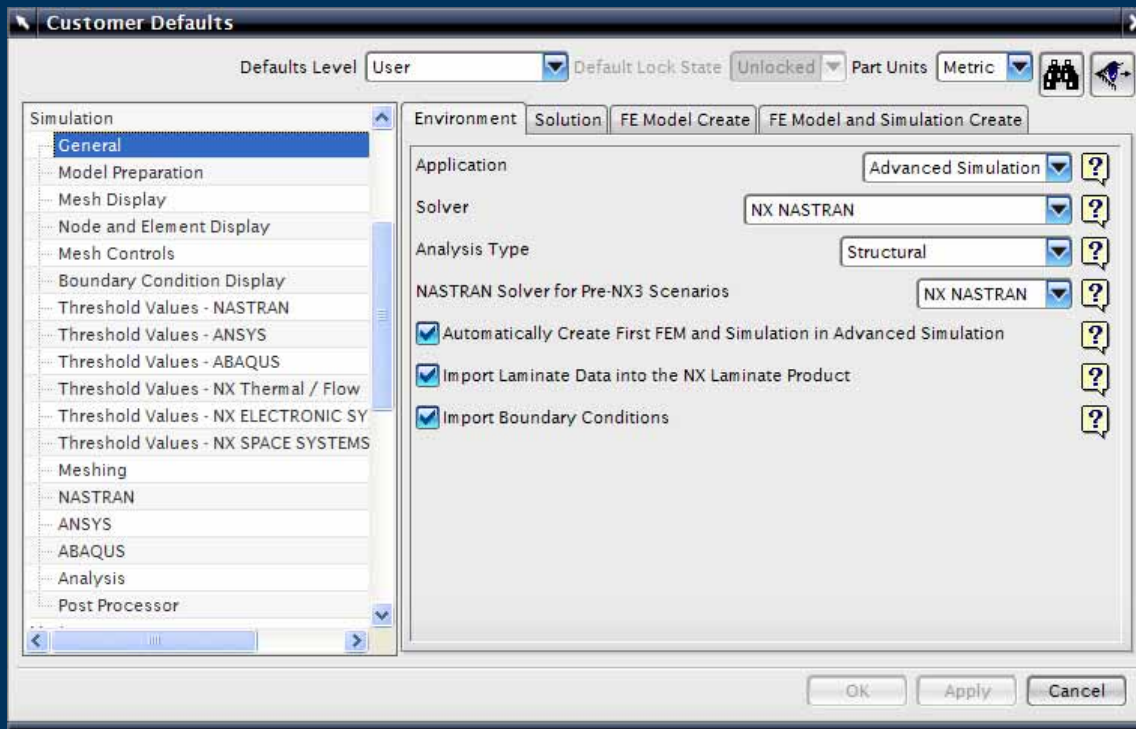 Customer Defaults
Defaults Level User Default Lock State Unlocked Part Units Metric
Simulation
General
Model Preparation
Mesh Display
Node and Element Display
Mesh Controls
Boundary Condition Display
Threshold Values - NASTRAN
Threshold Values - ANSYS
Threshold Values - ABAQUS
Threshold Values - NX Thermal / Flow
Threshold Values - NX ELECTRONIC SY
Threshold Values - NX SPACE SYSTEMS
Meshing
NASTRAN
ANSYS
ABAQUS
Analysis
Post Processor
Environment Solution FE Model Create FE Model and Simulation Create
Application Advanced Simulation ?
Solver NX NASTRAN ?
Analysis Type Structural ?
NASTRAN Solver for Pre-NX3 Scenarios NX NASTRAN ?
Automatically Create First FEM and Simulation in Advanced Simulation ?
Import Laminate Data into the NX Laminate Product ?
Import Boundary Conditions ?
OK Apply Cancel